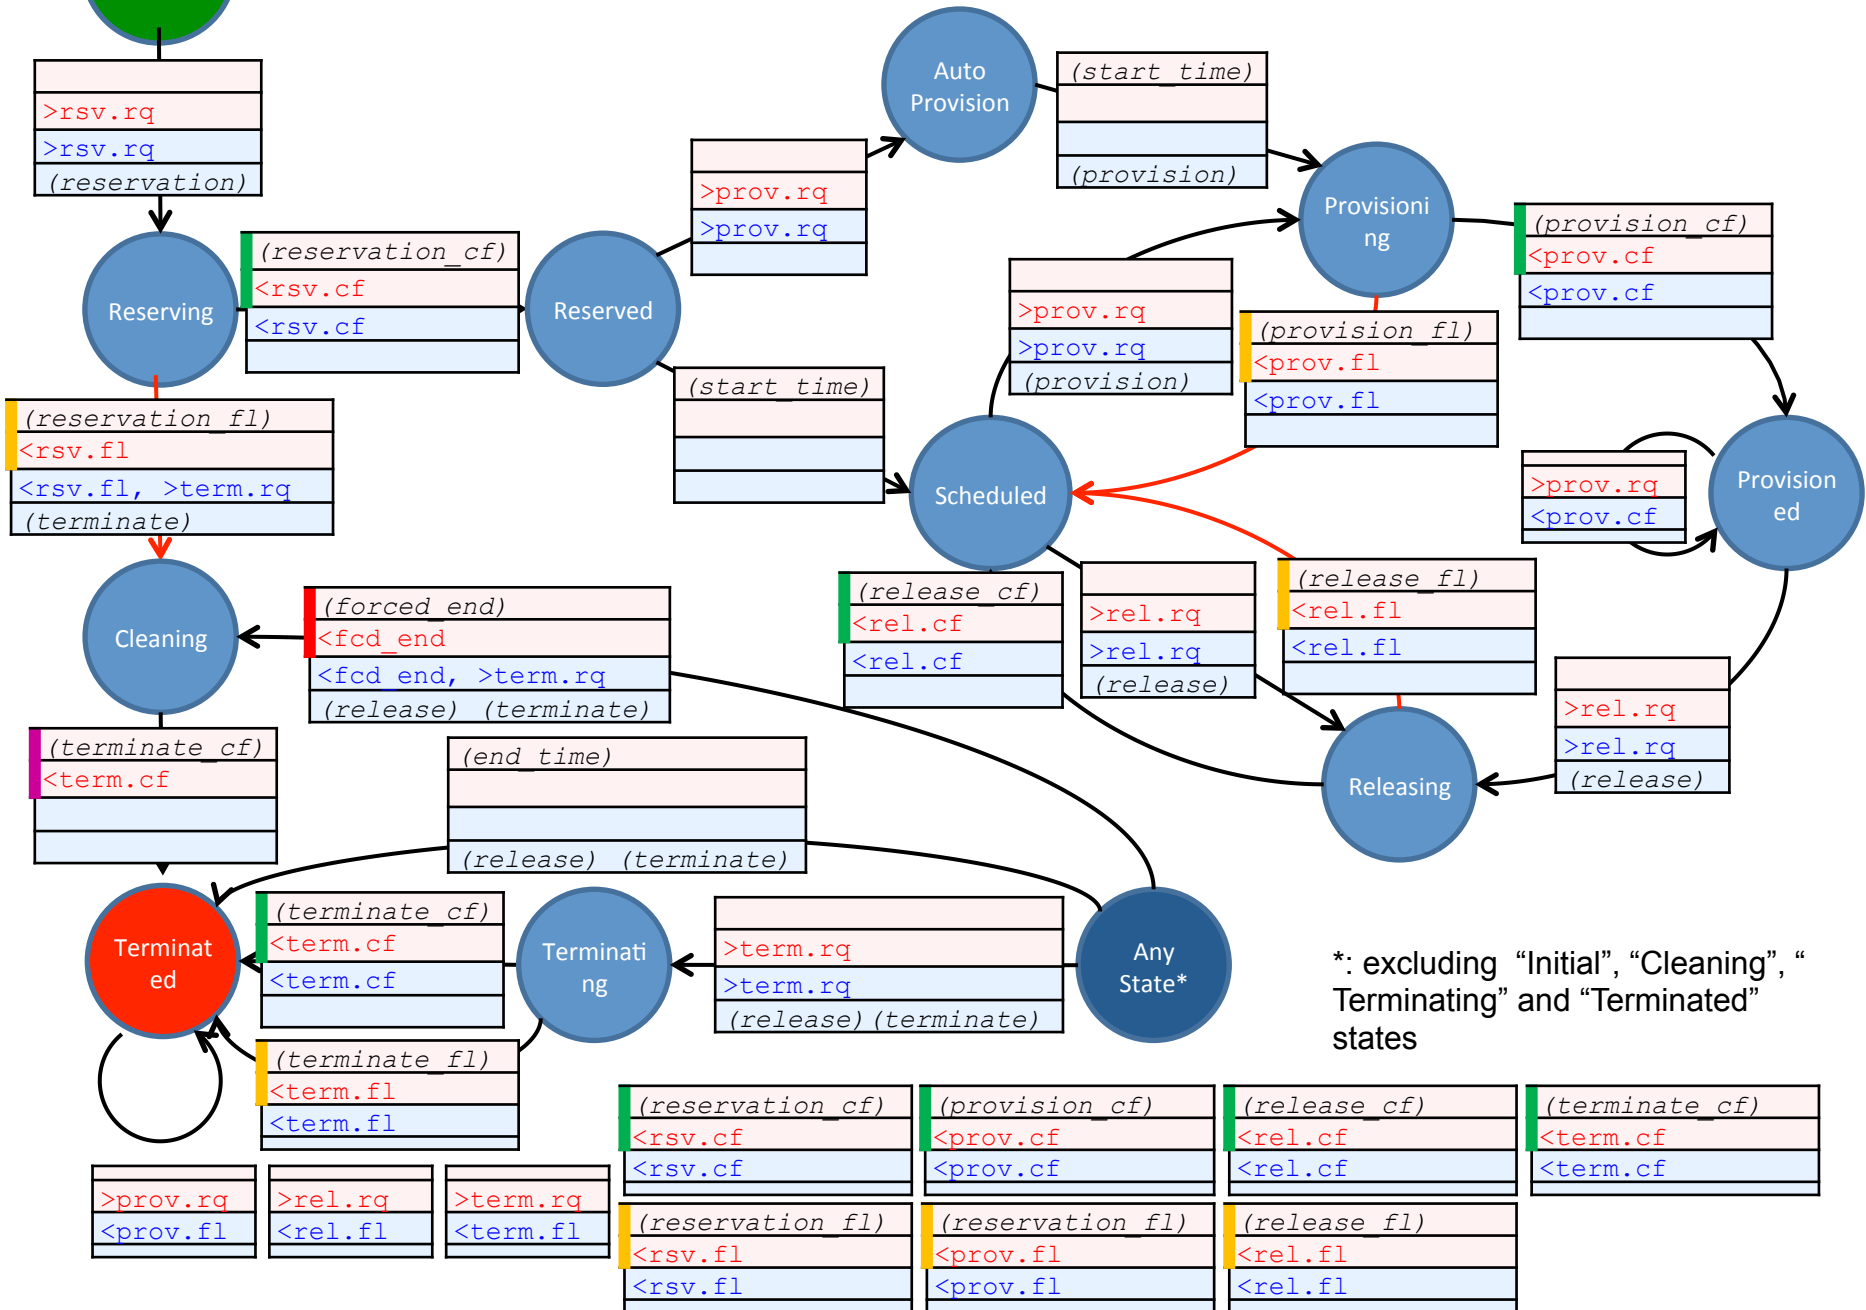 >rsv.rq
>rsv.rq
(reservation)
Auto
Provision
(start_time)
(provision)
>prov.rq
>prov.rq
Provisioni
ng
(provision_cf)
<prov.cf
<prov.cf
Reserving
(reservation_cf)
<rsv.cf
<rsv.cf
Reserved
>prov.rq
>prov.rq
(provision)
(provision_fl)
<prov.fl
<prov.fl
(start_time)
(reservation_fl)
<rsv.fl
<rsv.fl, >term.rq
(terminate)
Scheduled
>prov.rq
<prov.cf
Provision
ed
Cleaning
(forced_end)
<fcd_end
<fcd_end, >term.rq
(release) (terminate)
(release_cf)
<rel.cf
<rel.cf
>rel.rq
>rel.rq
(release)
(release_fl)
<rel.fl
<rel.fl
>rel.rq
>rel.rq
(release)
Releasing
(terminate_cf)
<term.cf
(end_time)
(release) (terminate)
Terminat
ed
(terminate_cf)
<term.cf
<term.cf
Terminati
ng
>term.rq
>term.rq
(release)(terminate)
Any
State*
*: excluding “Initial”, “Cleaning”, “
Terminating” and “Terminated”
states
(terminate_fl)
<term.fl
<term.fl
>prov.rq
<prov.fl
>rel.rq
<rel.fl
>term.rq
<term.fl
(reservation_cf)
<rsv.cf
<rsv.cf
(provision_cf)
<prov.cf
<prov.cf
(release_cf)
<rel.cf
<rel.cf
(terminate_cf)
<term.cf
<term.cf
(reservation_fl)
<rsv.fl
<rsv.fl
(reservation_fl)
<prov.fl
<prov.fl
(release_fl)
<rel.fl
<rel.fl